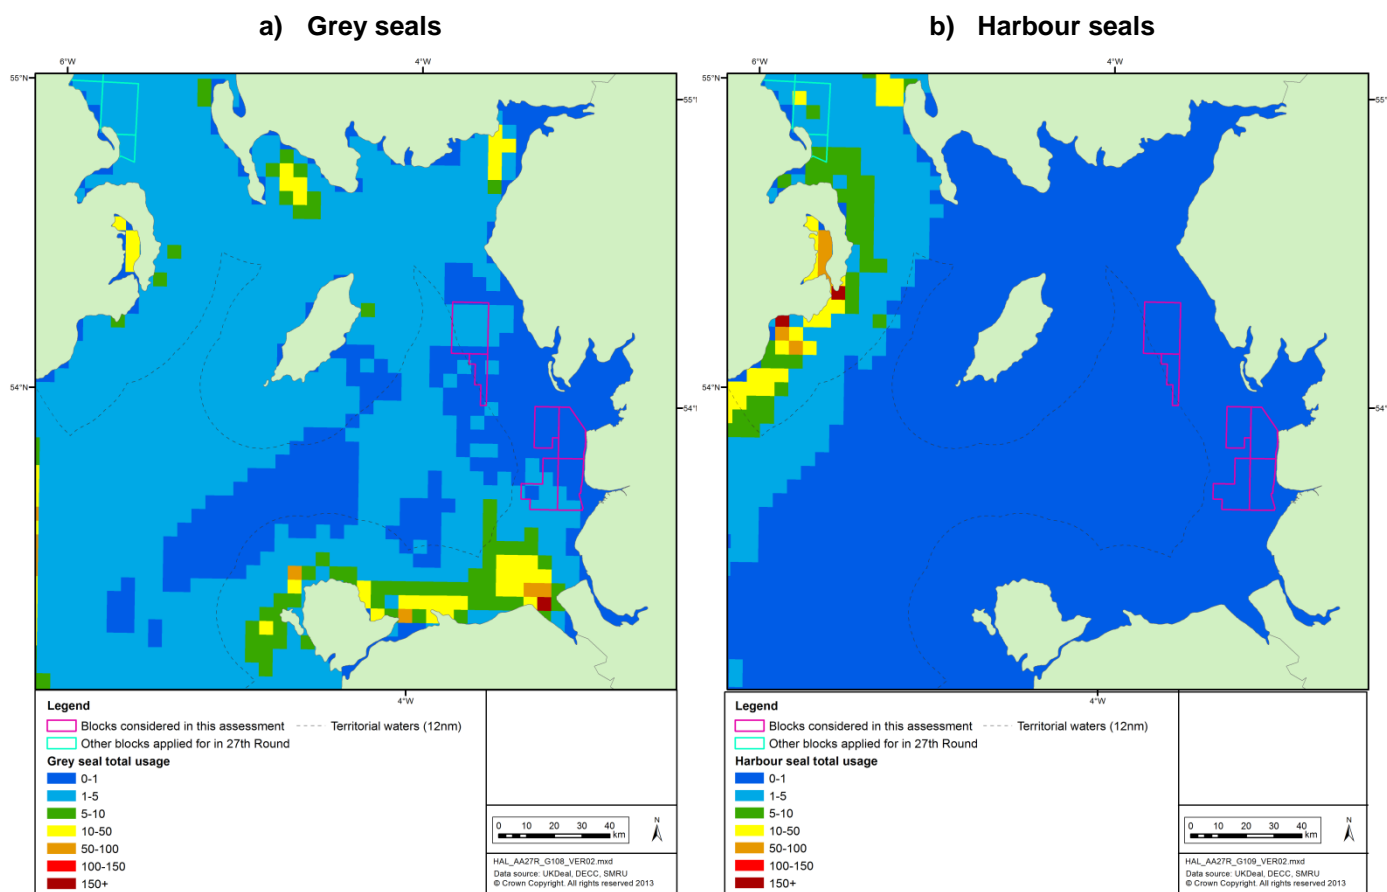 a) Grey seals
6°W
4°W
55°N
55°
54°N
54°
4°W
Legend
Blocks considered in this assessment
Territorial waters (12nm)
Other blocks applied for in 27th Round
Grey seal total usage
0-1
1-5
5-10
10-50
50-100
100-150
150+
0 10 20 30 40
km
N
HAL_AA27R_G108_VER02.mxd
Data source: UKDeal, DECC, SMRU
© Crown Copyright. All rights reserved 2013
b) Harbour seals
6°W
4°W
55°N
55°
54°N
54°
4°W
Legend
Blocks considered in this assessment
Territorial waters (12nm)
Other blocks applied for in 27th Round
Harbour seal total usage
0-1
1-5
5-10
10-50
50-100
100-150
150+
0 10 20 30 40
km
N
HAL_AA27R_G109_VER02.mxd
Data source: UKDeal, DECC, SMRU
© Crown Copyright. All rights reserved 2013